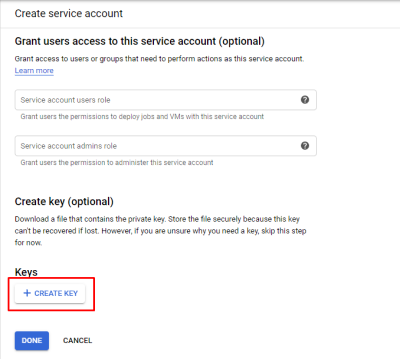 Create service account
Grant users access to this service account (optional)
Grant access to users or groups that need to perform actions as this service account.
Learn more
Service account users role
Grant users the permissions to deploy jobs and VMs with this service account
Service account admins role
Grant users the permission to administer this service account
Create key (optional)
Download a file that contains the private key. Store the file securely because this key
can't be recovered if lost. However, if you are unsure why you need a key, skip this step
for now.
Keys
+ CREATE KEY
DONE CANCEL